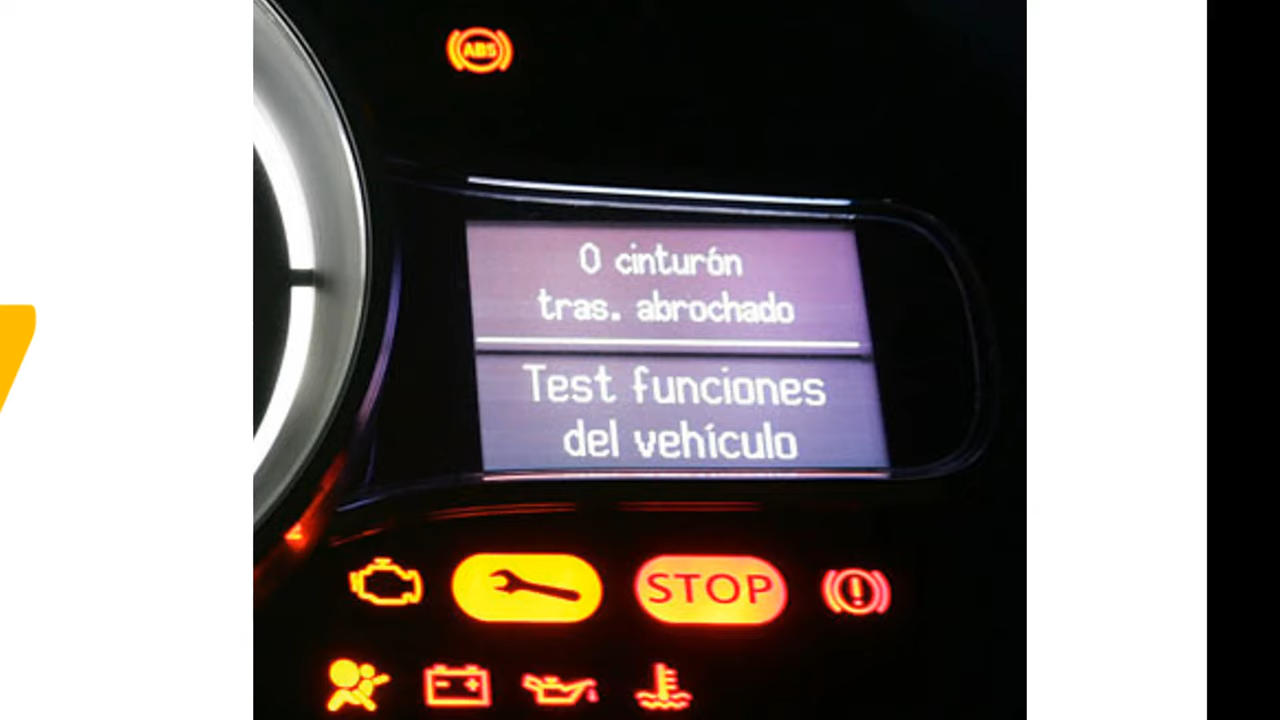 ABS
0 cinturón
tras. abrochado
Test funciones
del vehículo
STOP